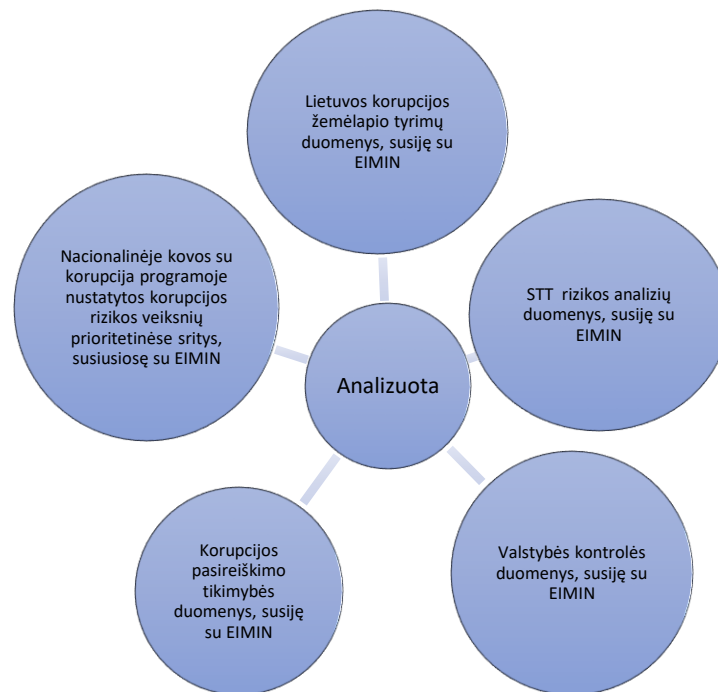 Lietuvos korupcijos
žemėlapio tyrimų
duomenys, susiję su
EIMIN
Nacionalinėje kovos su
korupcija programoje
nustatytos korupcijos
rizikos veiksnių
prioritetinėse sritys,
susiusiosę su EIMIN
STT rizikos analizių
duomenys, susiję su
EIMIN
Analizuota
Korupcijos
pasireiškimo
tikimybės
duomenys, susiję
su EIMIN
Valstybės kontrolės
duomenys, susiję su
EIMIN